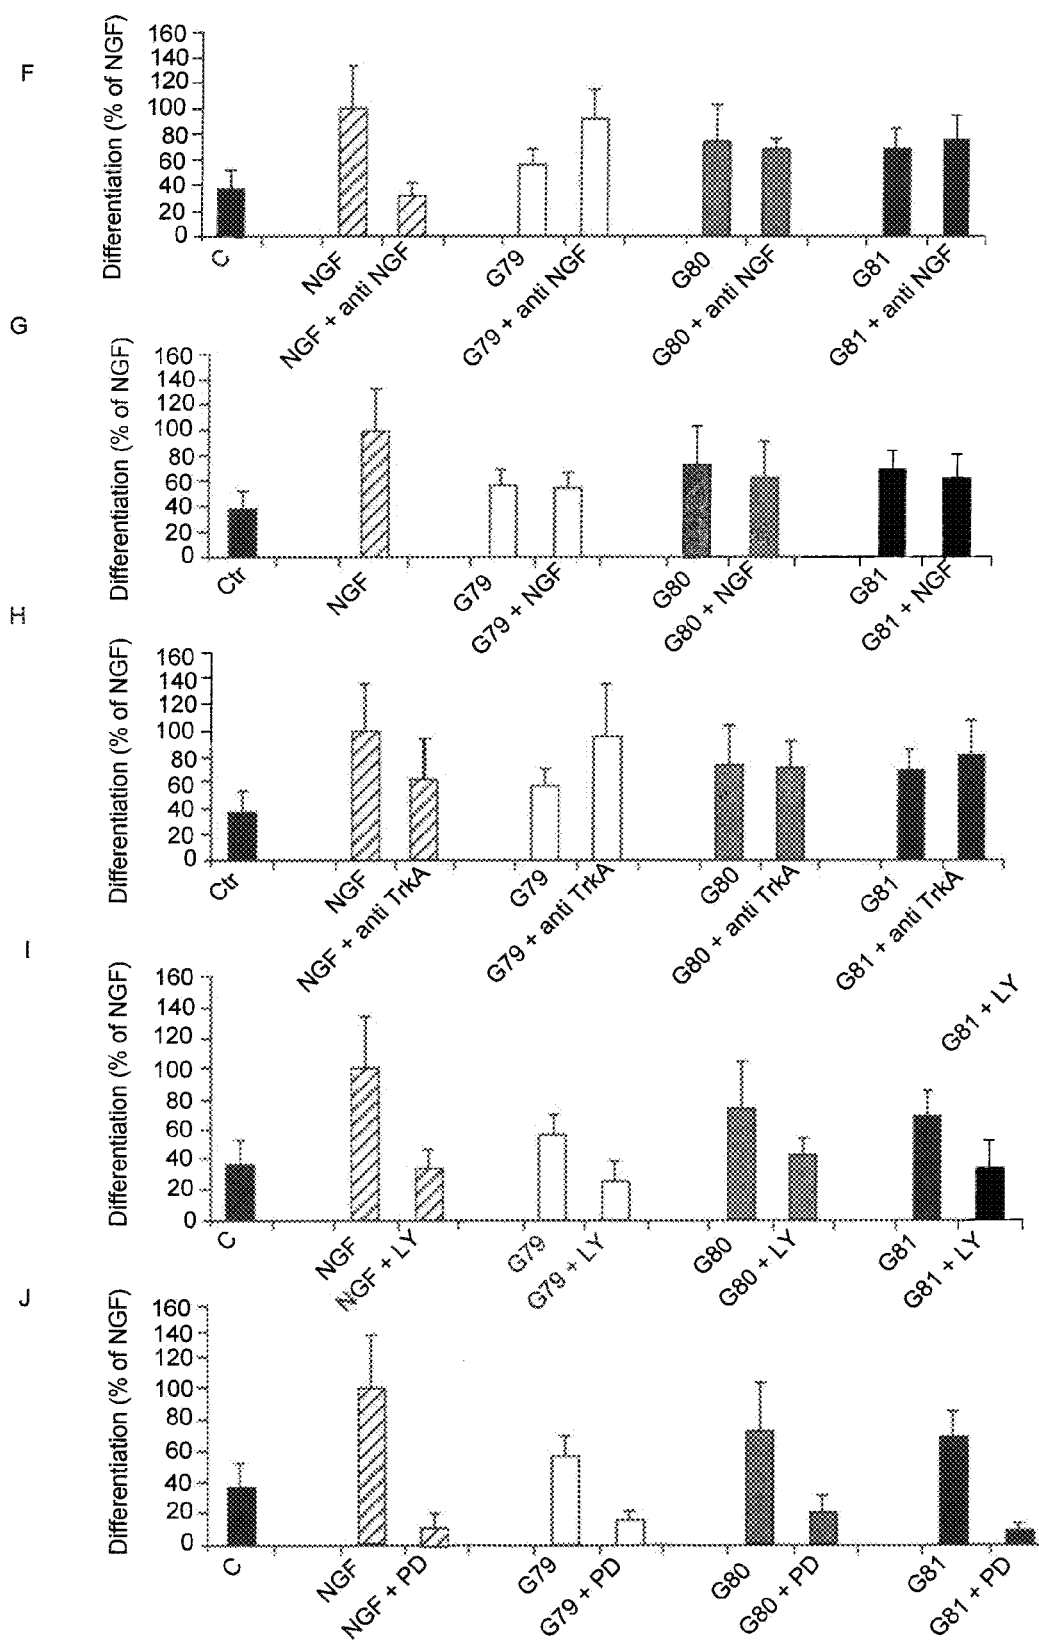 F
Differentiation (% of NGF)
160
140
120
100
80
60
40
20
0
C
NGF
NGF + anti NGF
G79
G79 + anti NGF
G80
G80 + anti NGF
G81
G81 + anti NGF
G
Differentiation (% of NGF)
160
140
120
100
80
60
40
20
0
Ctr
NGF
G79
G79 + NGF
G80
G80 + NGF
G81
G81 + NGF
H
Differentiation (% of NGF)
160
140
120
100
80
60
40
20
0
Ctr
NGF
NGF + anti TrkA
G79
G79 + anti TrkA
G80
G80 + anti TrkA
G81
G81 + anti TrkA
I
Differentiation (% of NGF)
160
140
120
100
80
60
40
20
0
G81 + LY
C
NGF
NGF + LY
G79
G79 + LY
G80
G80 + LY
G81
G81 + LY
J
Differentiation (% of NGF)
160
140
120
100
80
60
40
20
0
C
NGF
NGF + PD
G79
G79 + PD
G80
G80 + PD
G81
G81 + PD